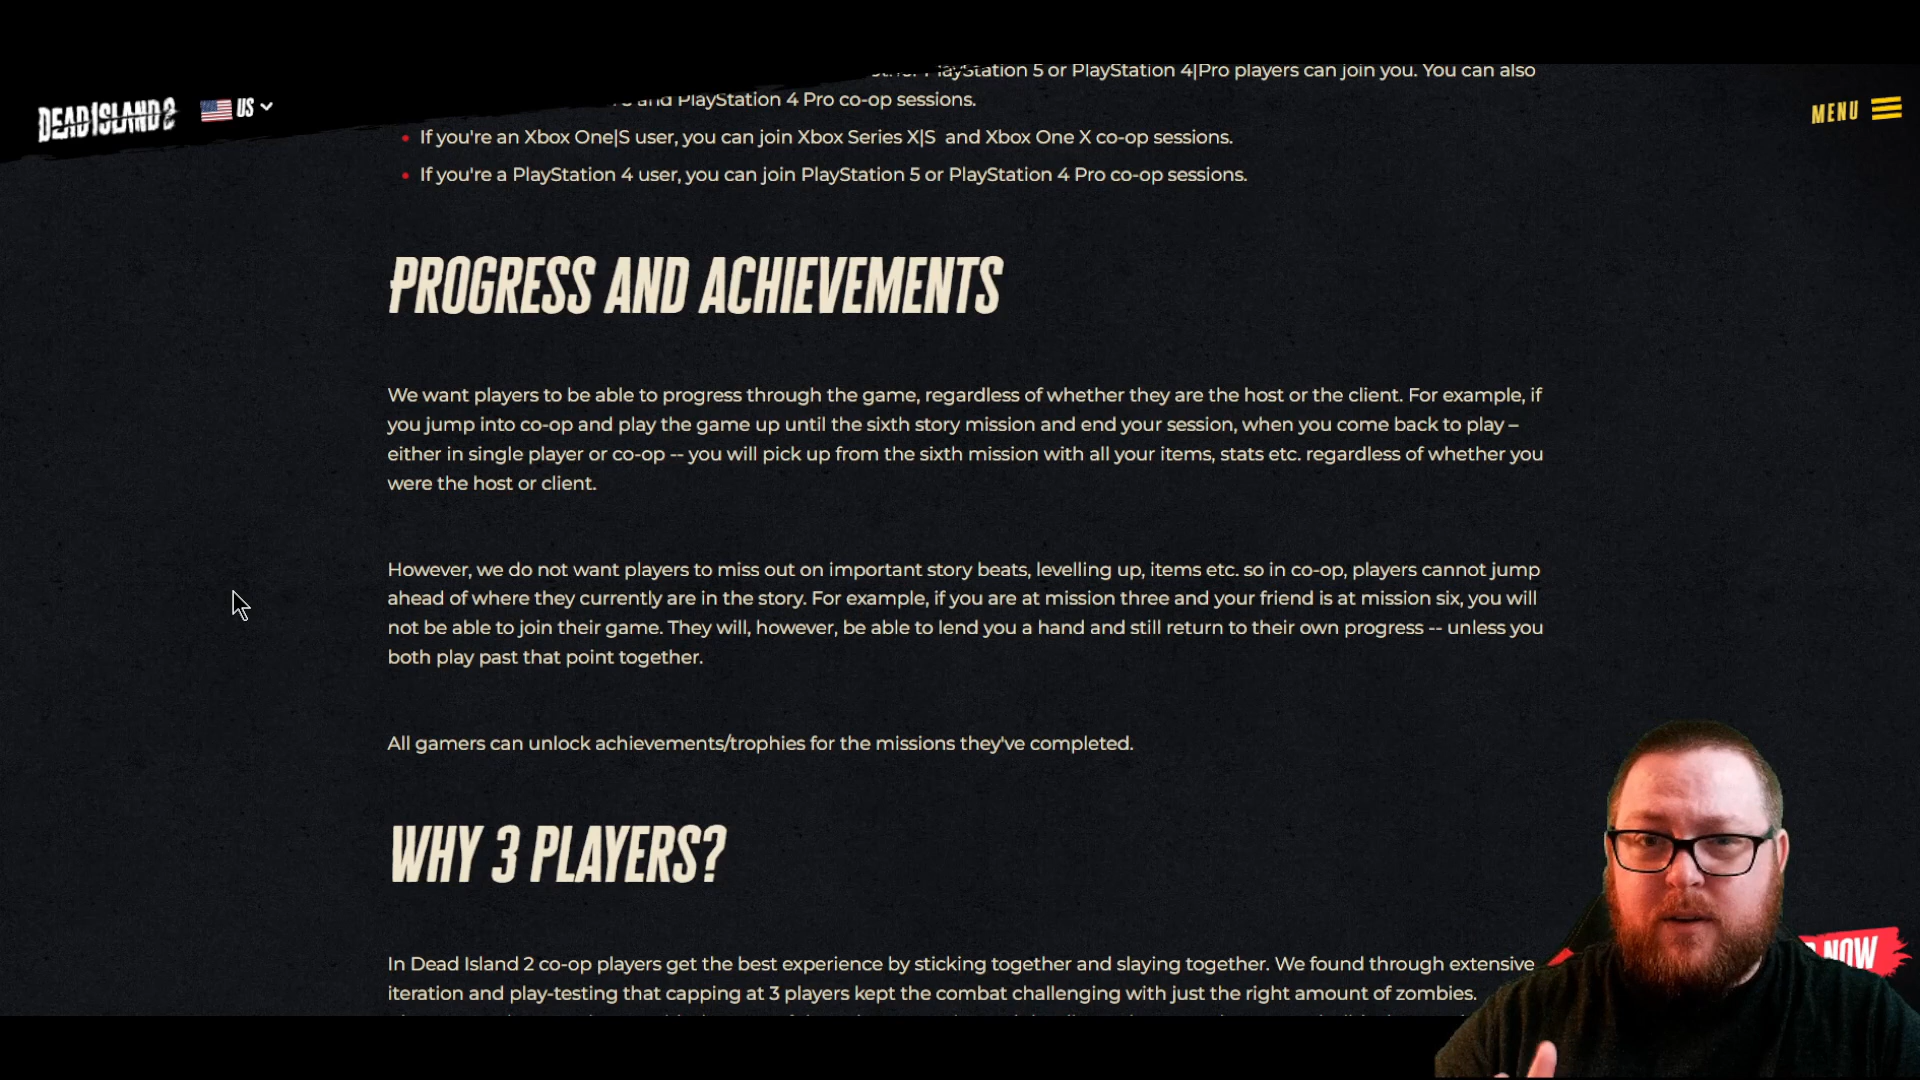 PlayStation 5 or PlayStation 4|Pro players can join you. You can also
and PlayStation 4 Pro co-op sessions.
DEAD ISLAND 2
US
MENU
If you're an Xbox One|S user, you can join Xbox Series X|S and Xbox One X co-op sessions.
If you're a PlayStation 4 user, you can join PlayStation 5 or PlayStation 4 Pro co-op sessions.
PROGRESS AND ACHIEVEMENTS
We want players to be able to progress through the game, regardless of whether they are the host or the client. For example, if
you jump into co-op and play the game up until the sixth story mission and end your session, when you come back to play –
either in single player or co-op -- you will pick up from the sixth mission with all your items, stats etc. regardless of whether you
were the host or client.
However, we do not want players to miss out on important story beats, levelling up, items etc. so in co-op, players cannot jump
ahead of where they currently are in the story. For example, if you are at mission three and your friend is at mission six, you will
not be able to join their game. They will, however, be able to lend you a hand and still return to their own progress -- unless you
both play past that point together.
All gamers can unlock achievements/trophies for the missions they've completed.
WHY 3 PLAYERS?
In Dead Island 2 co-op players get the best experience by sticking together and slaying together. We found through extensive
iteration and play-testing that capping at 3 players kept the combat challenging with just the right amount of zombies.
NOW